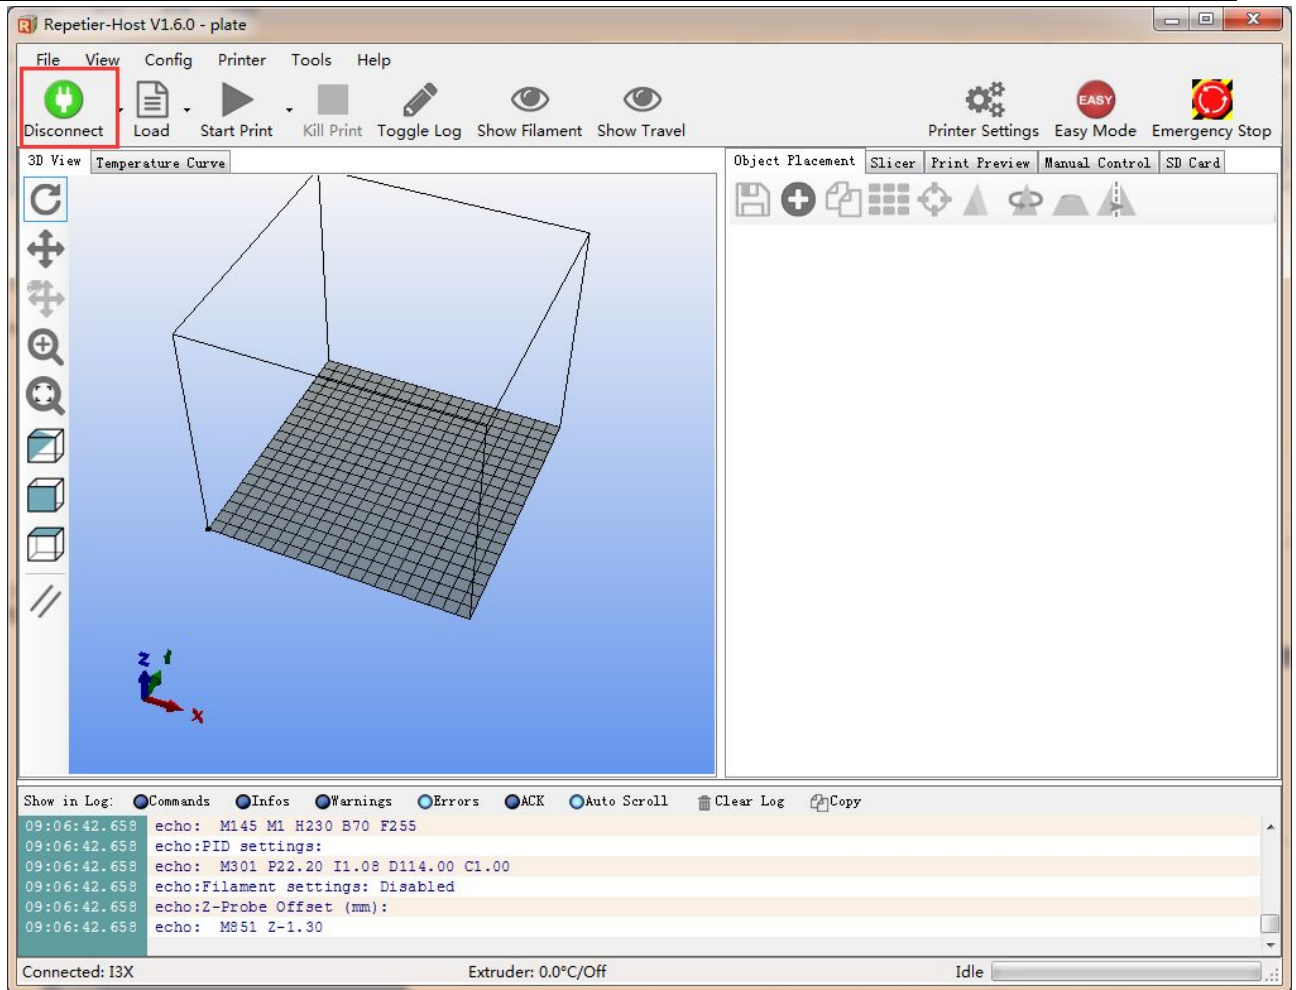 Repetier-Host V1.6.0 - plate
File View Config Printer Tools Help
Disconnect Load Start Print Kill Print Toggle Log Show Filament Show Travel Printer Settings EASY Easy Mode Emergency Stop
3D View Temperature Curve Object Placement Slicer Print Preview Manual Control SD Card
Z Y
X
Show in Log: Commands Infos Warnings Errors ACK Auto Scroll Clear Log Copy
09:06:42.658 echo: M145 M1 H230 B70 F255
09:06:42.658 echo:PID settings:
09:06:42.658 echo: M301 P22.20 I1.08 D114.00 C1.00
09:06:42.658 echo:Filament settings: Disabled
09:06:42.658 echo:Z-Probe Offset (mm):
09:06:42.658 echo: M851 Z-1.30
Connected: I3X Extruder: 0.0°C/Off Idle